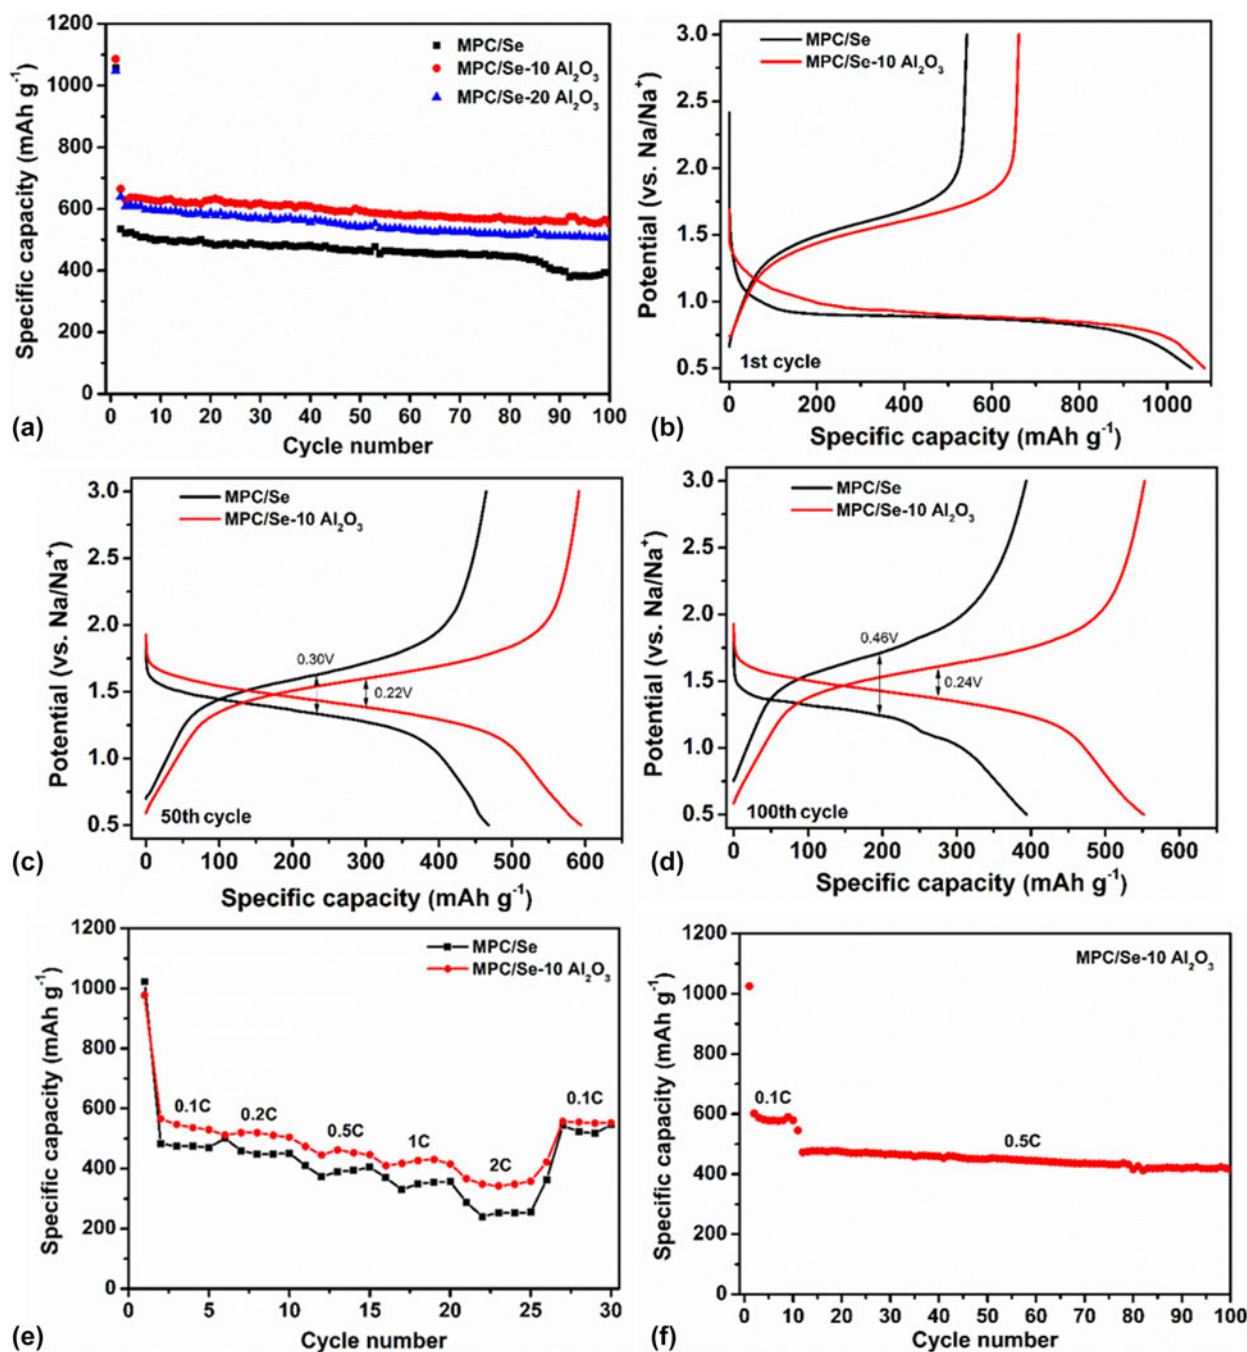 1200
1000
800
600
400
200
0
0 10 20 30 40 50 60 70 80 90 100
Specific capacity (mAh g⁻¹)
Cycle number
MPC/Se
MPC/Se-10 Al₂O₃
MPC/Se-20 Al₂O₃
(a)
3.0
2.5
2.0
1.5
1.0
0.5
0 200 400 600 800 1000
Potential (vs. Na/Na⁺)
Specific capacity (mAh g⁻¹)
MPC/Se
MPC/Se-10 Al₂O₃
1st cycle
(b)
3.0
2.5
2.0
1.5
1.0
0.5
0 100 200 300 400 500 600
Potential (vs. Na/Na⁺)
Specific capacity (mAh g⁻¹)
MPC/Se
MPC/Se-10 Al₂O₃
0.30V
0.22V
50th cycle
(c)
3.0
2.5
2.0
1.5
1.0
0.5
0 100 200 300 400 500 600
Potential (vs. Na/Na⁺)
Specific capacity (mAh g⁻¹)
MPC/Se
MPC/Se-10 Al₂O₃
0.46V
0.24V
100th cycle
(d)
1200
1000
800
600
400
200
0
0 5 10 15 20 25 30
Specific capacity (mAh g⁻¹)
Cycle number
MPC/Se
MPC/Se-10 Al₂O₃
0.1C
0.2C
0.5C
1C
2C
0.1C
(e)
1200
1000
800
600
400
200
0
0 10 20 30 40 50 60 70 80 90 100
Specific capacity (mAh g⁻¹)
Cycle number
MPC/Se-10 Al₂O₃
0.1C
0.5C
(f)